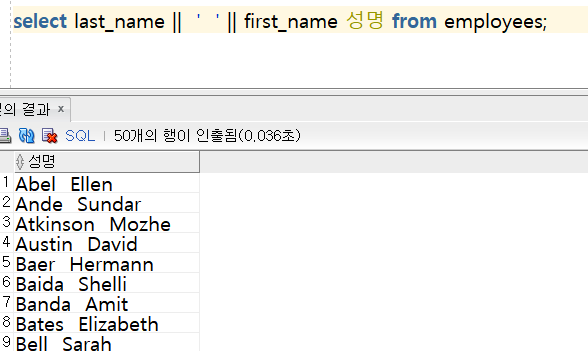 select last_name || '  ' || first_name 성명 from employees;
의 결과 ×
SQL | 50개의 행이 인출됨(0,036초)
성명
1 Abel  Ellen
2 Ande  Sundar
3 Atkinson  Mozhe
4 Austin  David
5 Baer  Hermann
6 Baida  Shelli
7 Banda  Amit
8 Bates  Elizabeth
9 Bell  Sarah